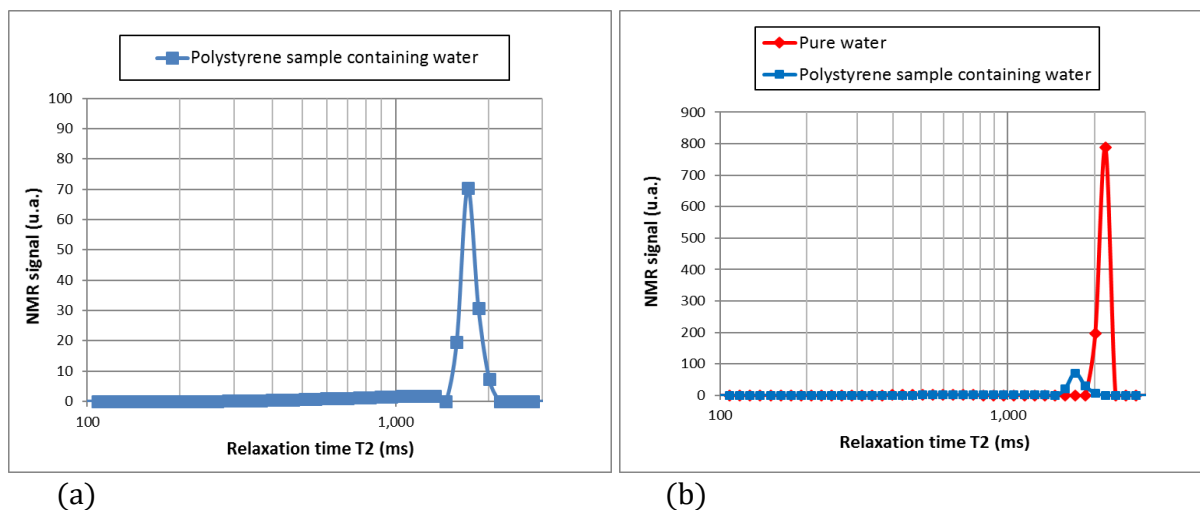 Polystyrene sample containing water
100
90
80
70
60
50
40
30
20
10
0
NMR signal (u.a.)
100
1,000
Relaxation time T2 (ms)
(a)
Pure water
Polystyrene sample containing water
900
800
700
600
500
400
300
200
100
0
NMR signal (u.a.)
100
1,000
Relaxation time T2 (ms)
(b)